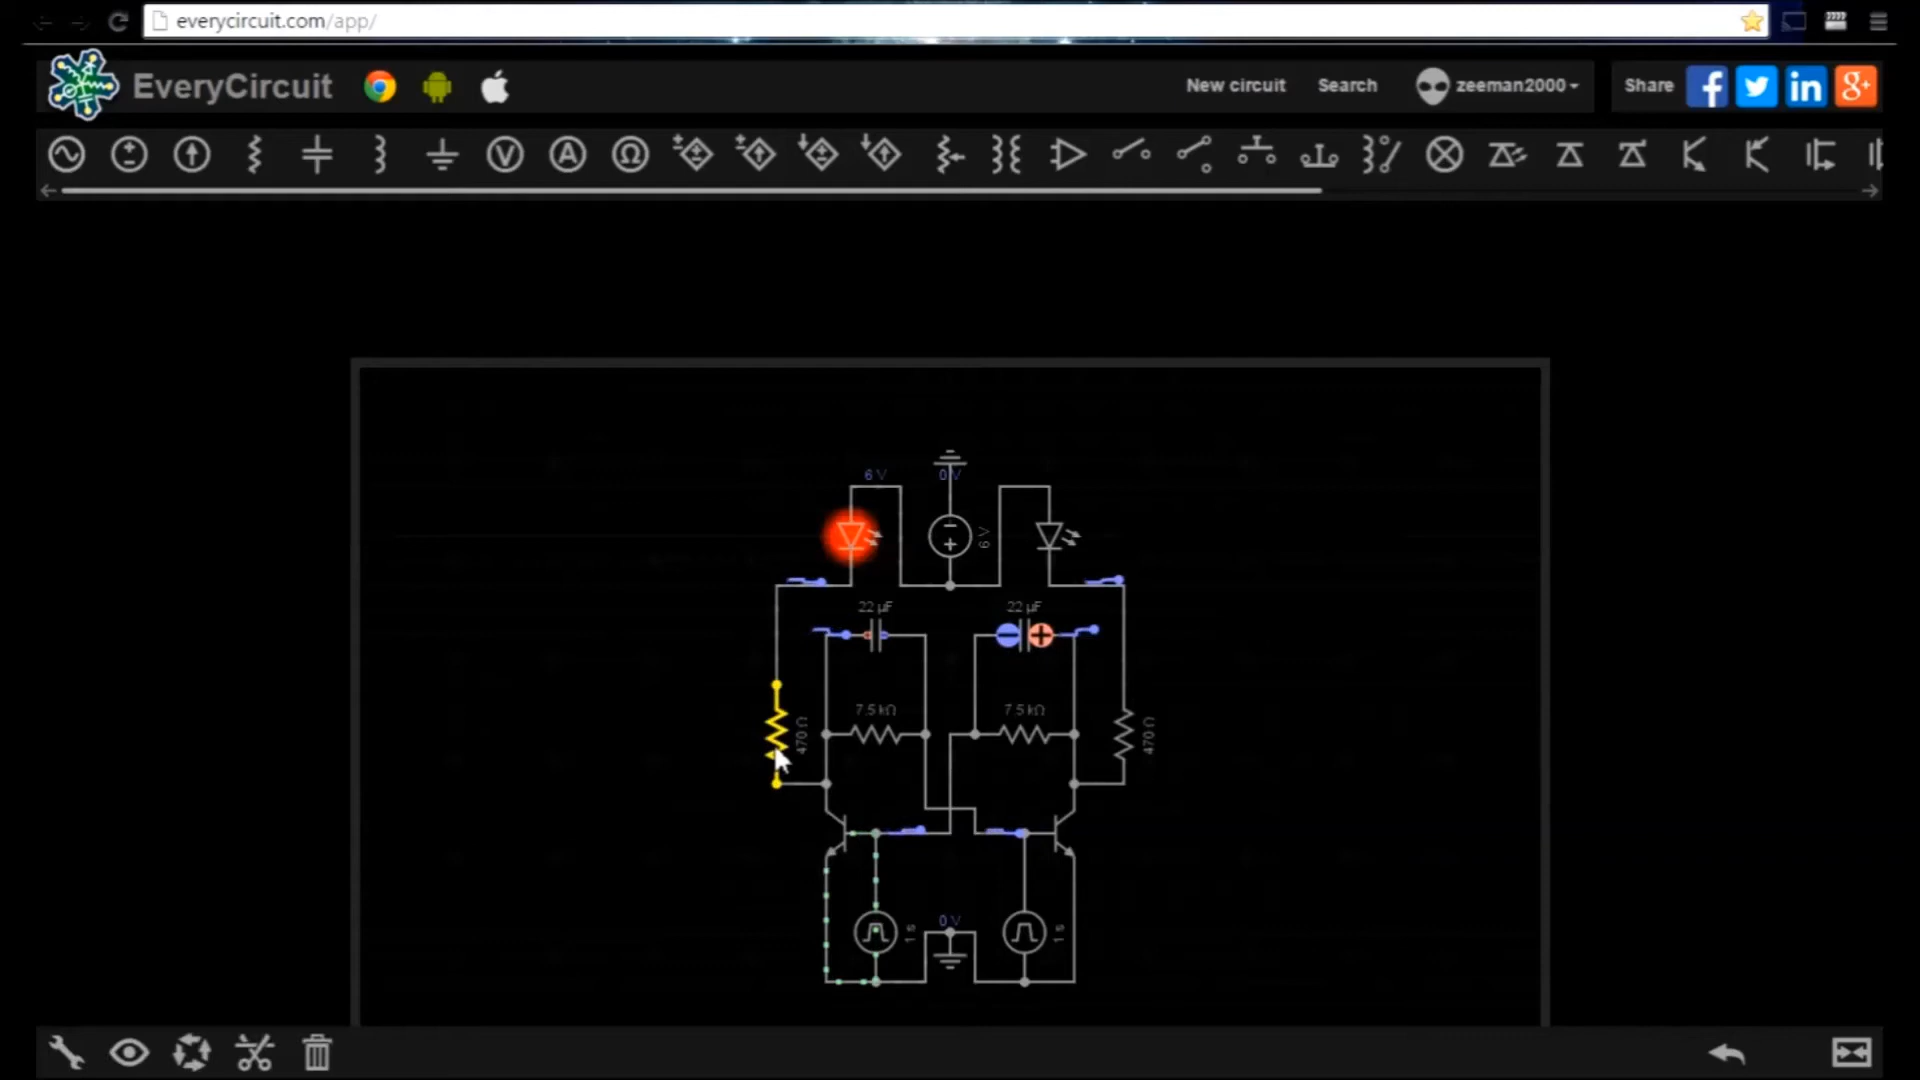 everycircuit.com/app/
EveryCircuit
New circuit Search zeeman2000 Share
6 V 0 V
6 V
22 µF 22 µF
7.5 kΩ 7.5 kΩ
470 Ω 470 Ω
0 V
1 s 1 s